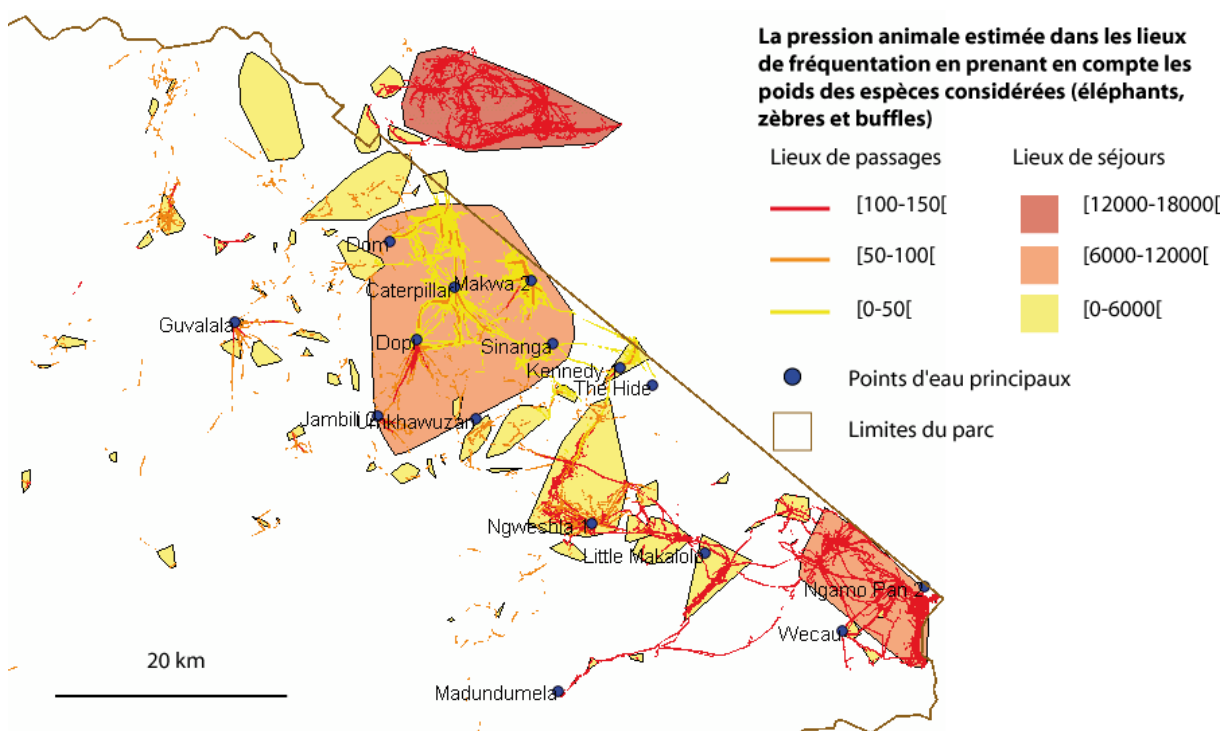 La pression animale estimée dans les lieux
de fréquentation en prenant en compte les
poids des espèces considérées (éléphants,
zèbres et buffles)
Lieux de passages
Lieux de séjours
[100-150[
[12000-18000[
[50-100[
[6000-12000[
[0-50[
[0-6000[
Points d'eau principaux
Limites du parc
Dom
Caterpillar
Makwa 2
Guvalala
Dopi
Sinanga
Kennedy 1
The Hide
Jambili
Umkhawuzan
Ngweshla 1
Little Makalolo
Ngamo Pan 2
Wecau
Madundumela
20 km